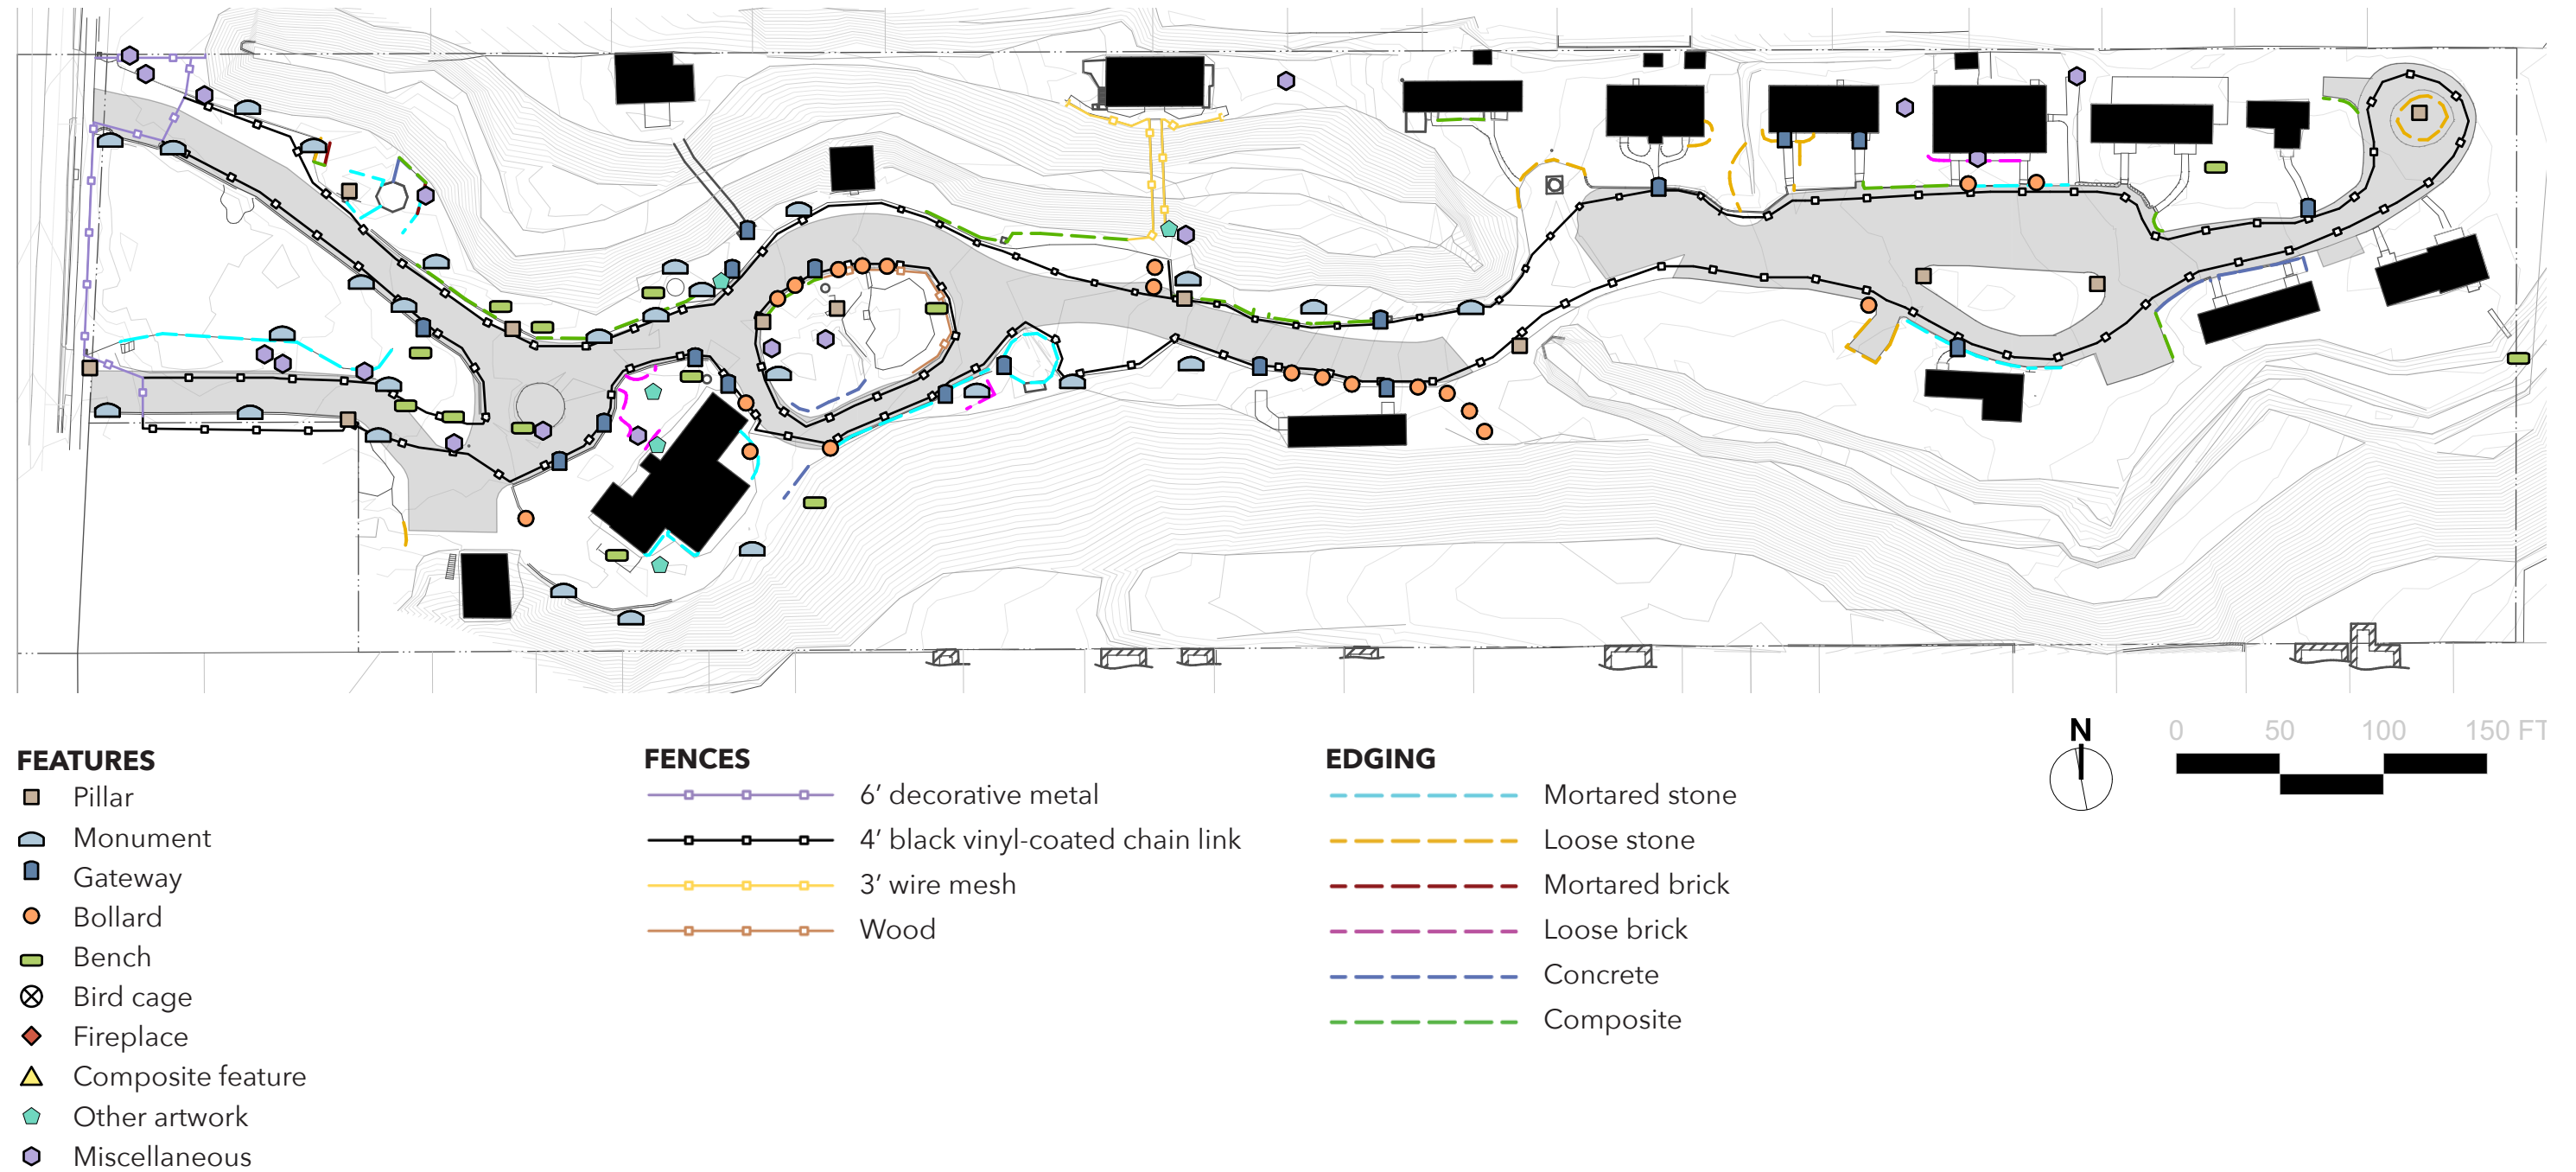 FEATURES
Pillar
Monument
Gateway
Bollard
Bench
Bird cage
Fireplace
Composite feature
Other artwork
Miscellaneous
FENCES
6’ decorative metal
4’ black vinyl-coated chain link
3’ wire mesh
Wood
EDGING
Mortared stone
Loose stone
Mortared brick
Loose brick
Concrete
Composite
N
0 50 100 150 FT